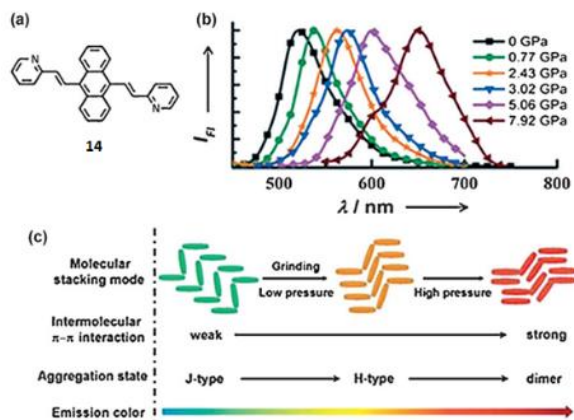 (a)
N
N
14
(b)
I_Fl
0 GPa
0.77 GPa
2.43 GPa
3.02 GPa
5.06 GPa
7.92 GPa
500 600 700 800
λ / nm
(c)
Molecular
stacking mode
Grinding
Low pressure
High pressure
Intermolecular
π-π interaction
weak
strong
Aggregation state
J-type
H-type
dimer
Emission color